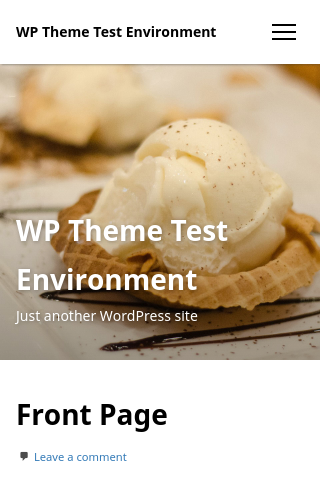 WP Theme Test Environment
WP Theme Test
Environment
Just another WordPress site
Front Page
Leave a comment